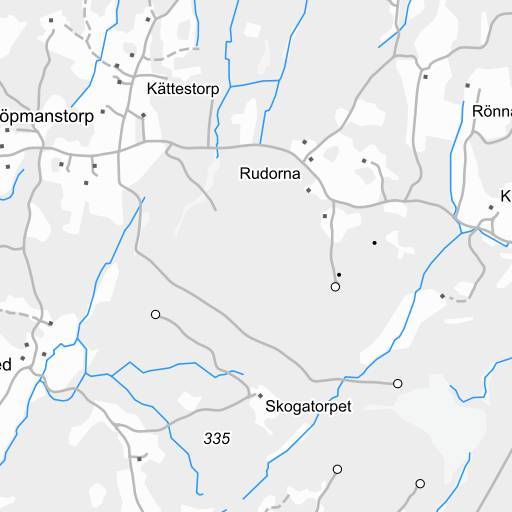 Kättestorp
öpmanstorp
Rönna
Rudorna
K
ed
Skogatorpet
335